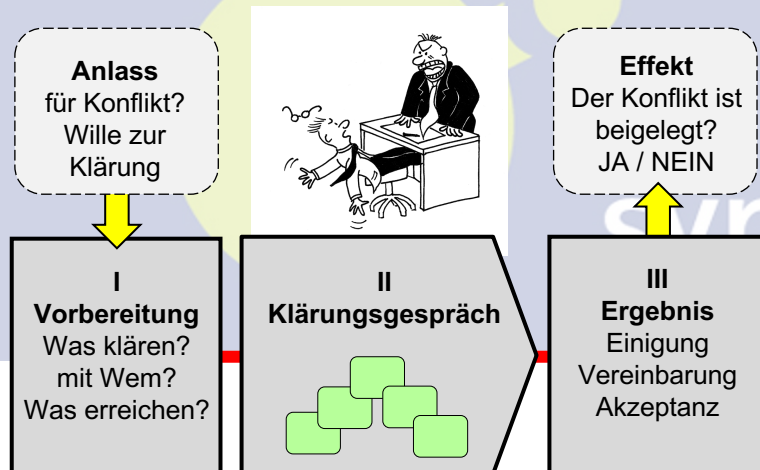 Anlass
für Konflikt?
Wille zur
Klärung
Effekt
Der Konflikt ist
beigelegt?
JA / NEIN
I
Vorbereitung
Was klären?
mit Wem?
Was erreichen?
II
Klärungsgespräch
III
Ergebnis
Einigung
Vereinbarung
Akzeptanz